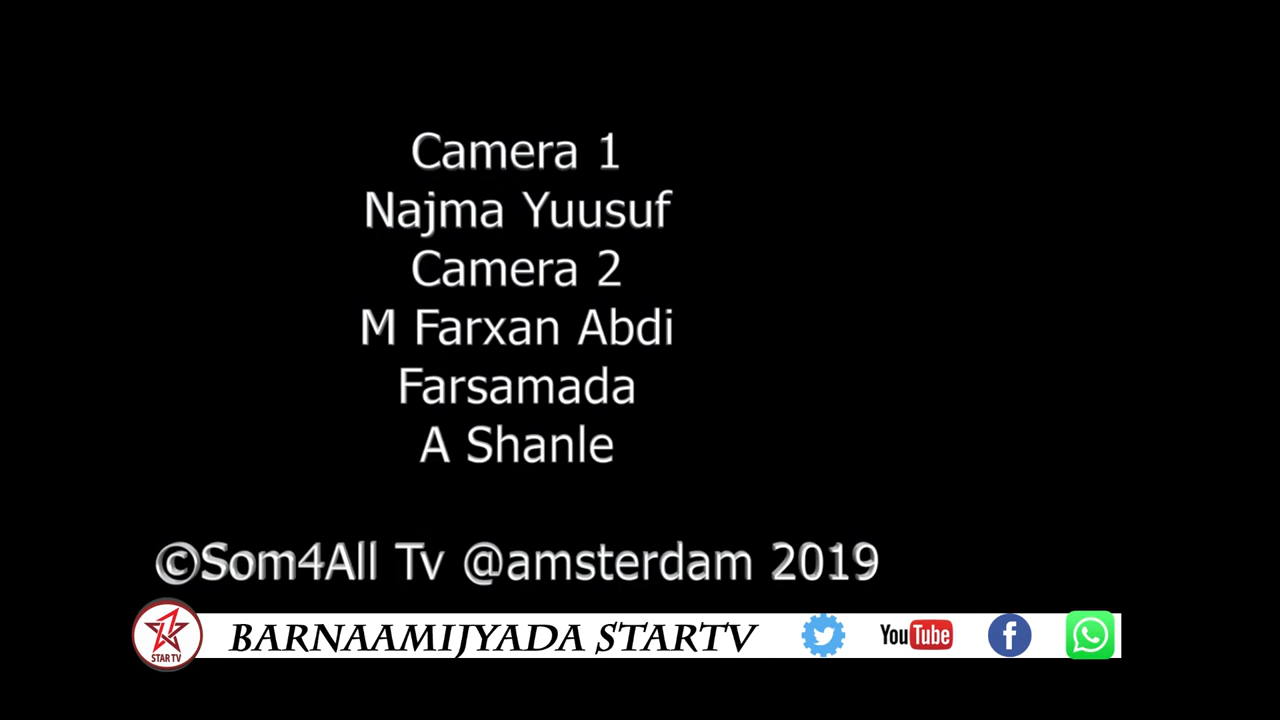 Camera 1
Najma Yuusuf
Camera 2
M Farxan Abdi
Farsamada
A Shanle
©Som4All Tv @amsterdam 2019
STAR TV
BARNAAMIJYADA STARTV
YouTube